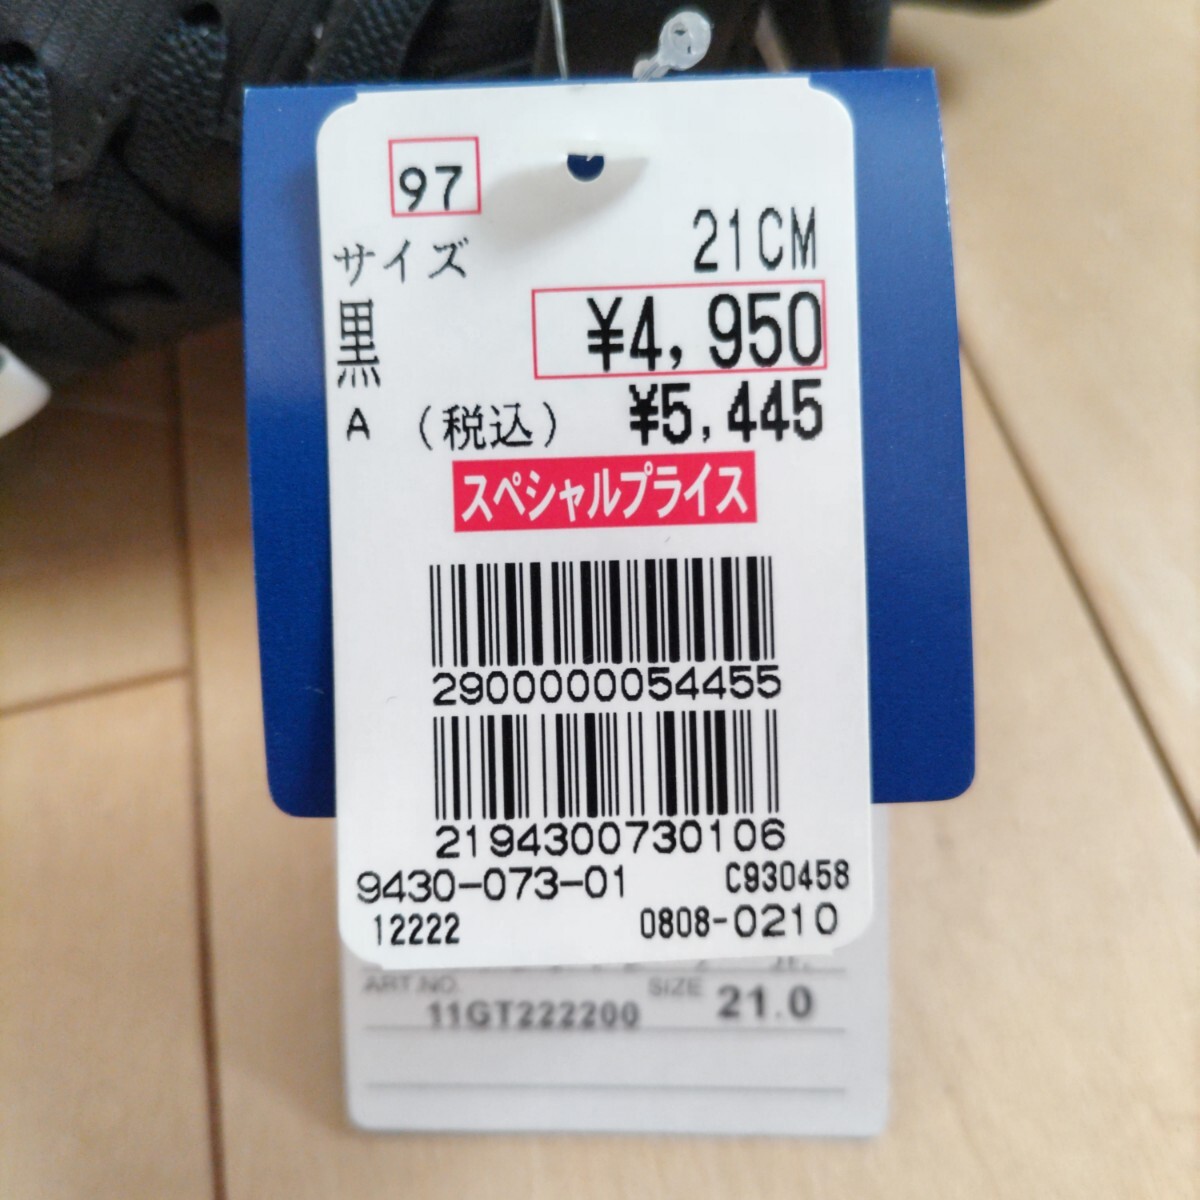 97
サイズ 21CM
黒 ¥4,950
A (税込) ¥5,445
スペシャルプライス
2900000054455
2194300730106
9430-073-01 C930458
12222 0808-0210
ART.NO. 11GT222200 SIZE 21.0